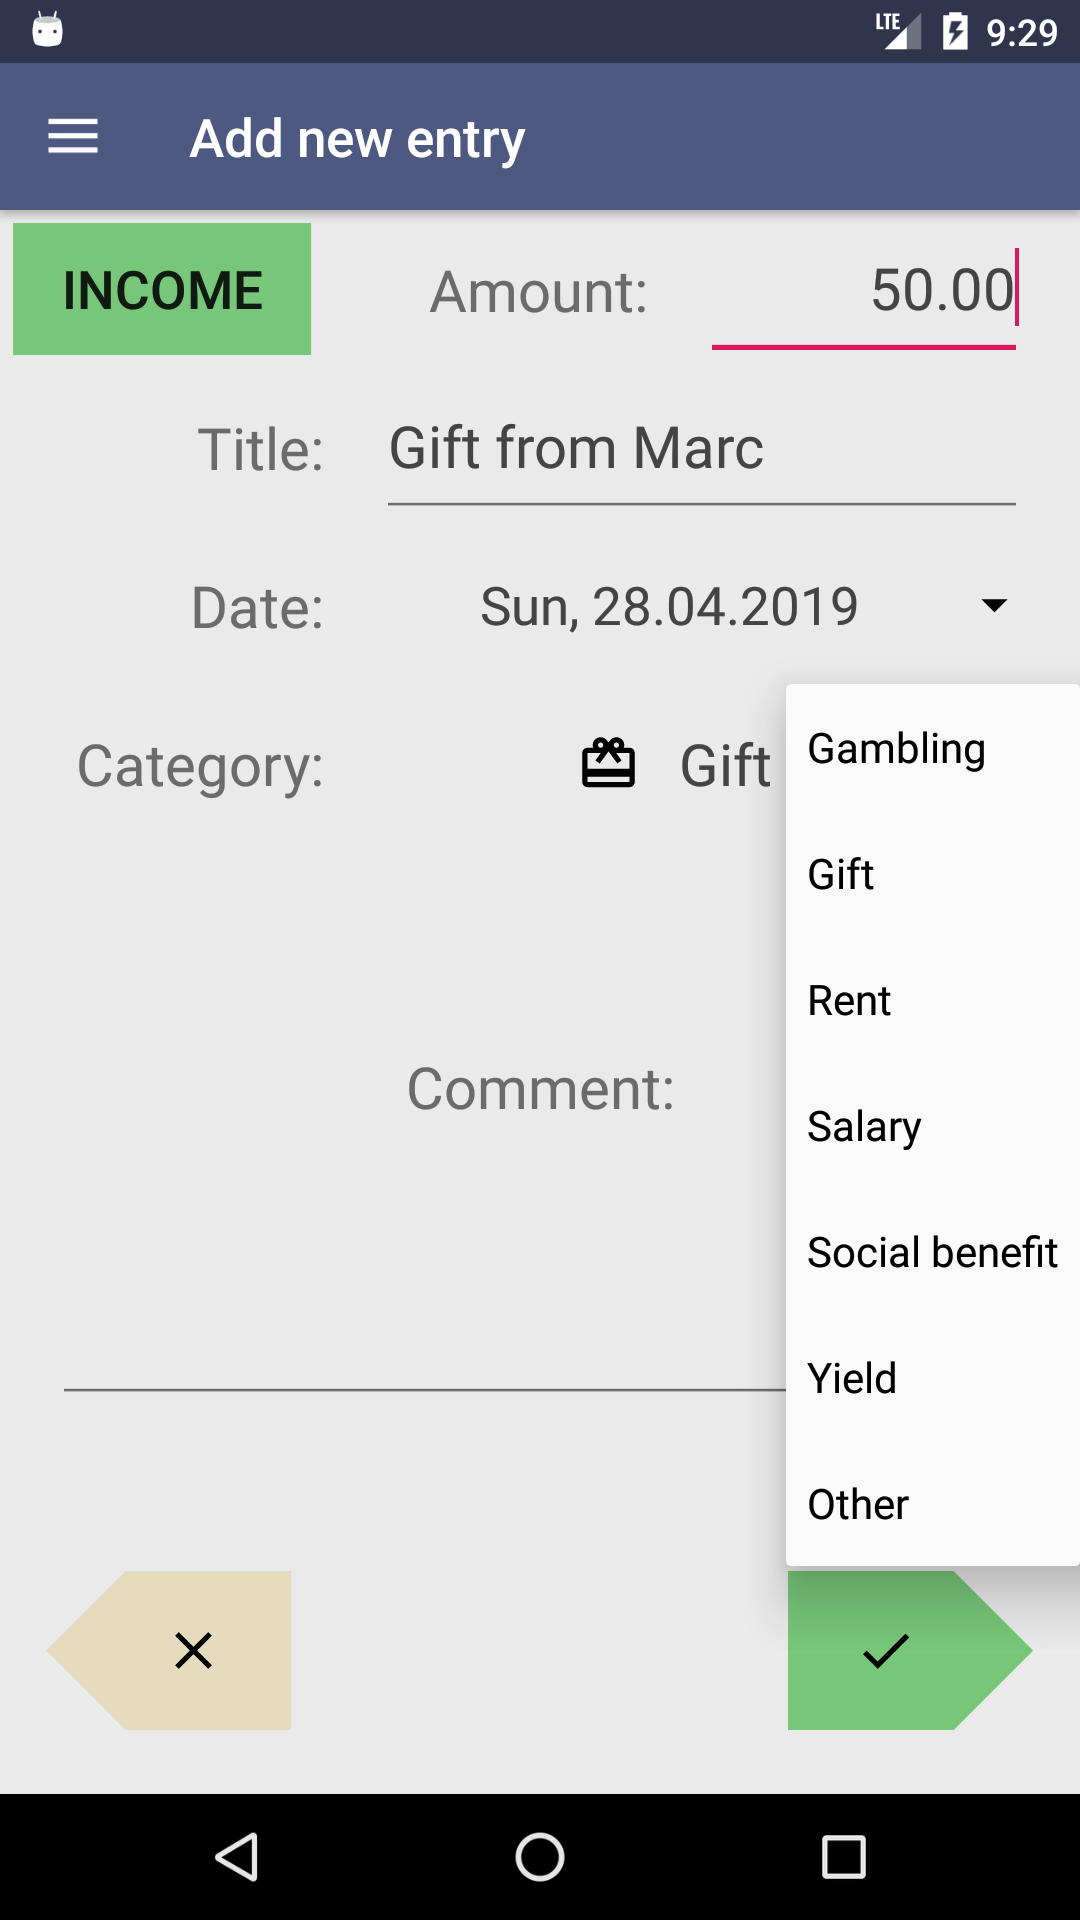 LTE 9:29
Add new entry
INCOME Amount: 50.00
Title: Gift from Marc
Date: Sun, 28.04.2019
Category: Gift
Gambling
Gift
Rent
Salary
Social benefit
Yield
Other
Comment: